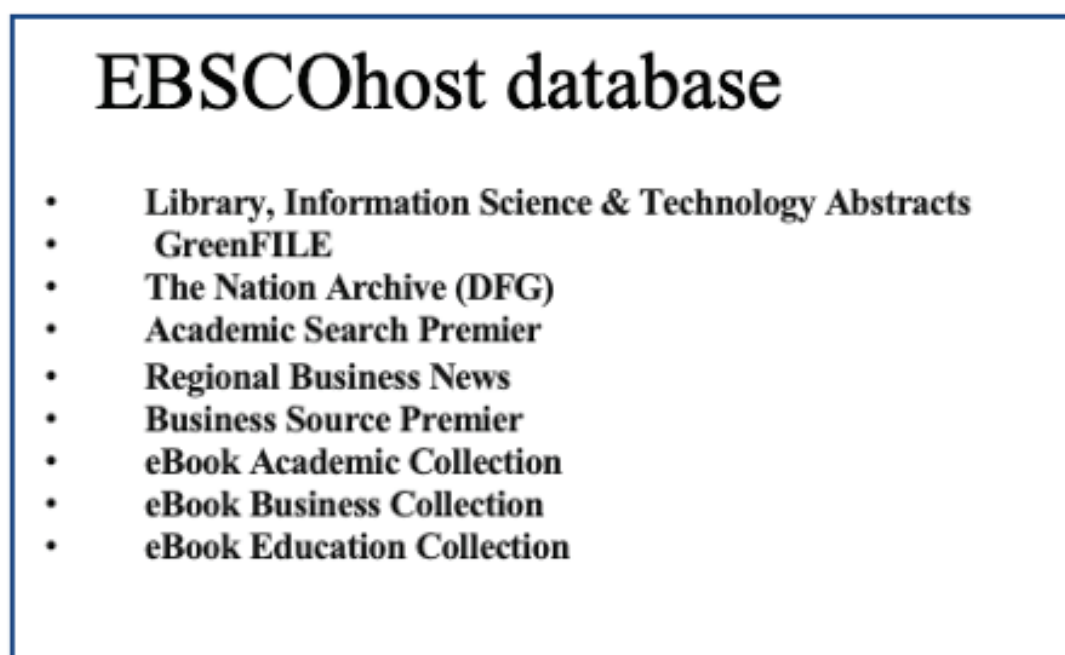 EBSCOhost database
• Library, Information Science & Technology Abstracts
• GreenFILE
• The Nation Archive (DFG)
• Academic Search Premier
• Regional Business News
• Business Source Premier
• eBook Academic Collection
• eBook Business Collection
• eBook Education Collection